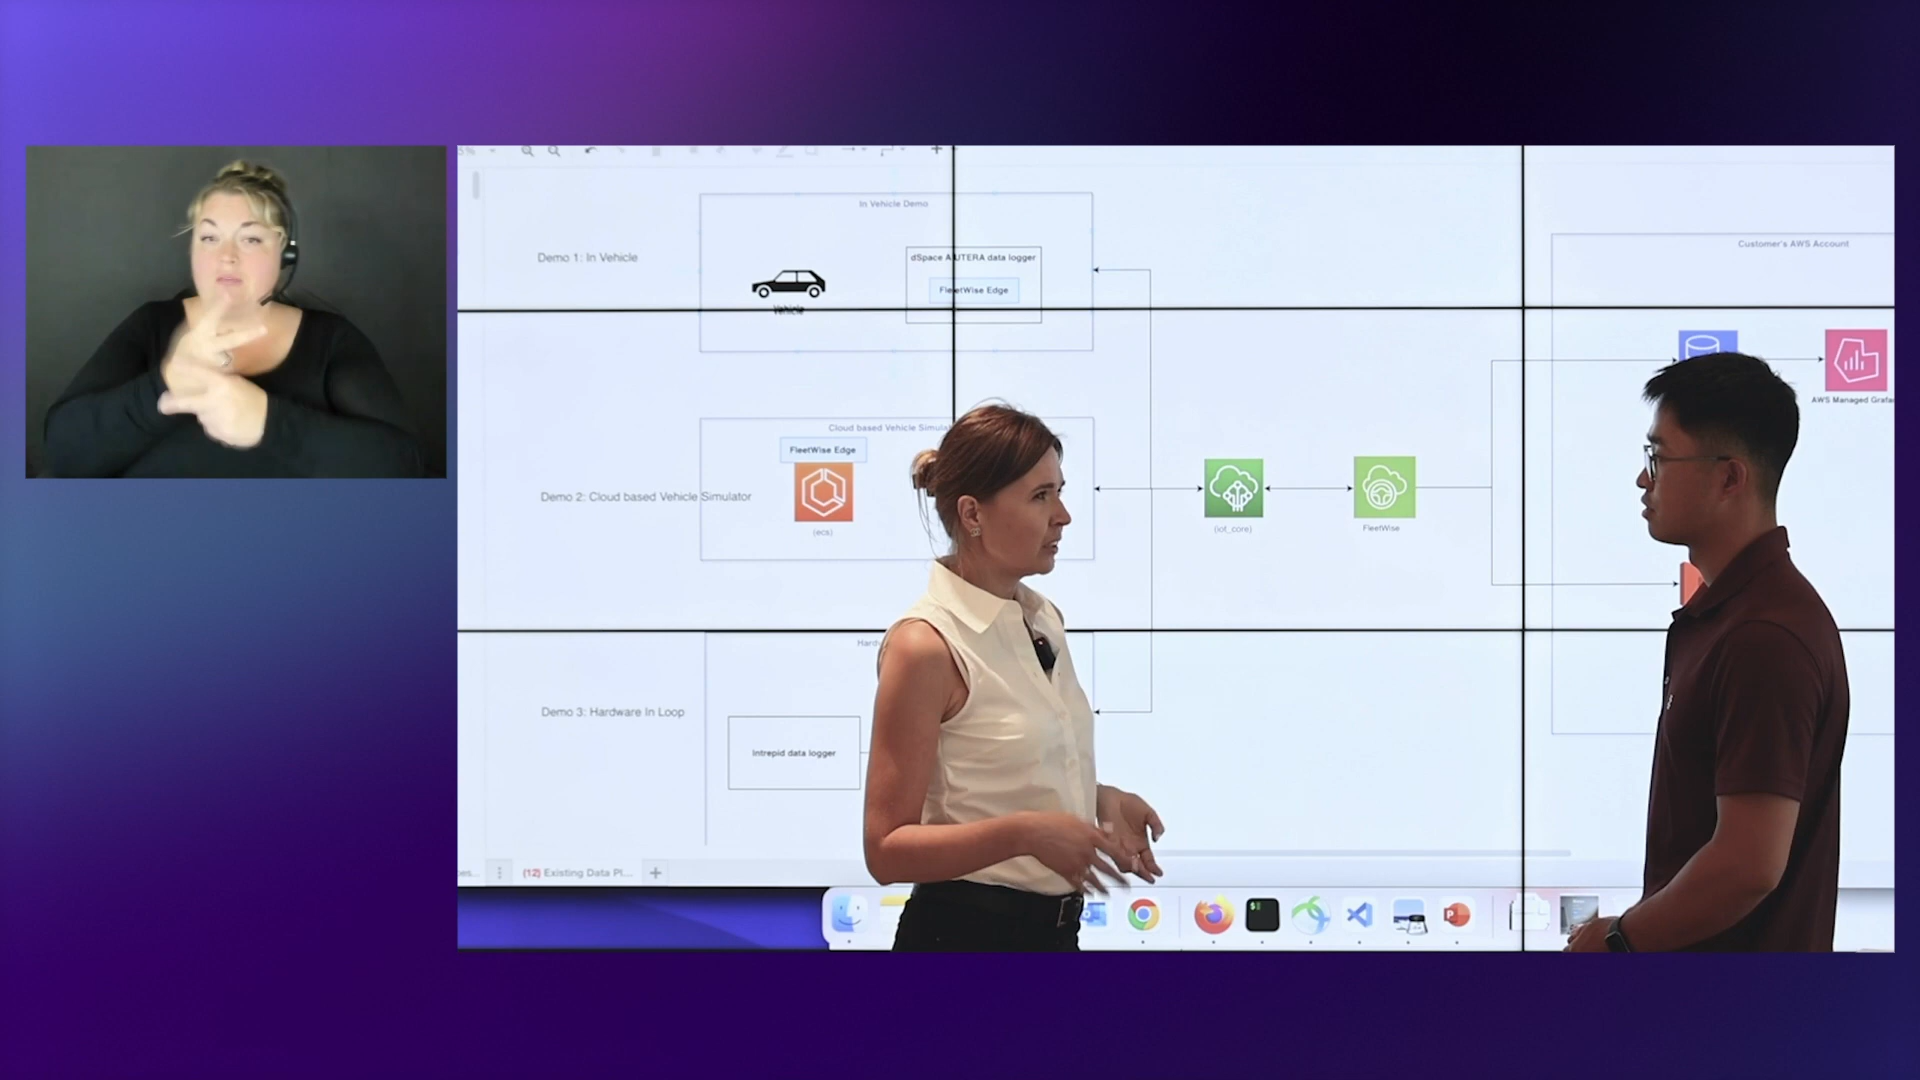 In Vehicle Demo
Demo 1: In Vehicle
dSpace AUTERA data logger
FleetWise Edge
Vehicle
Customer's AWS Account
AWS Managed
Cloud based Vehicle
FleetWise Edge
Demo 2: Cloud based Vehicle Simulator
(ecs)
(iot_core)
FleetWise
Demo 3: Hardware In Loop
Intrepid data logger
(12) Existing Data Pl...